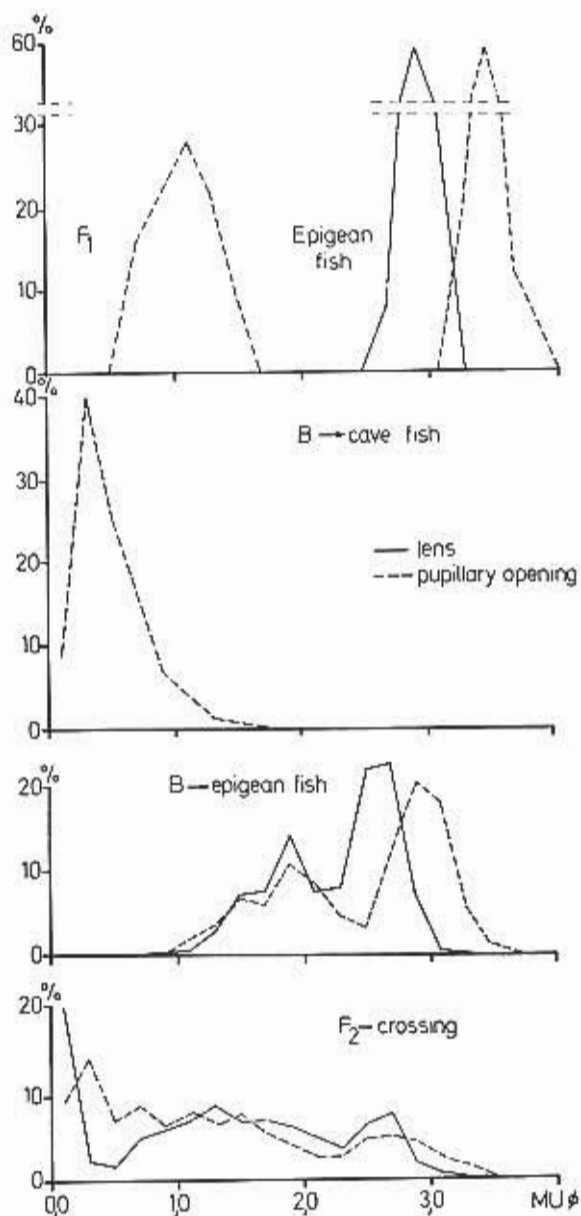 %
60
30
20
10
0
F1
Epigean
fish
%
40
30
20
10
0
B → cave fish
lens
pupillary opening
%
20
10
0
B → epigean fish
%
20
10
0
F2 - crossing
0,0 1,0 2,0 3,0 MU ø